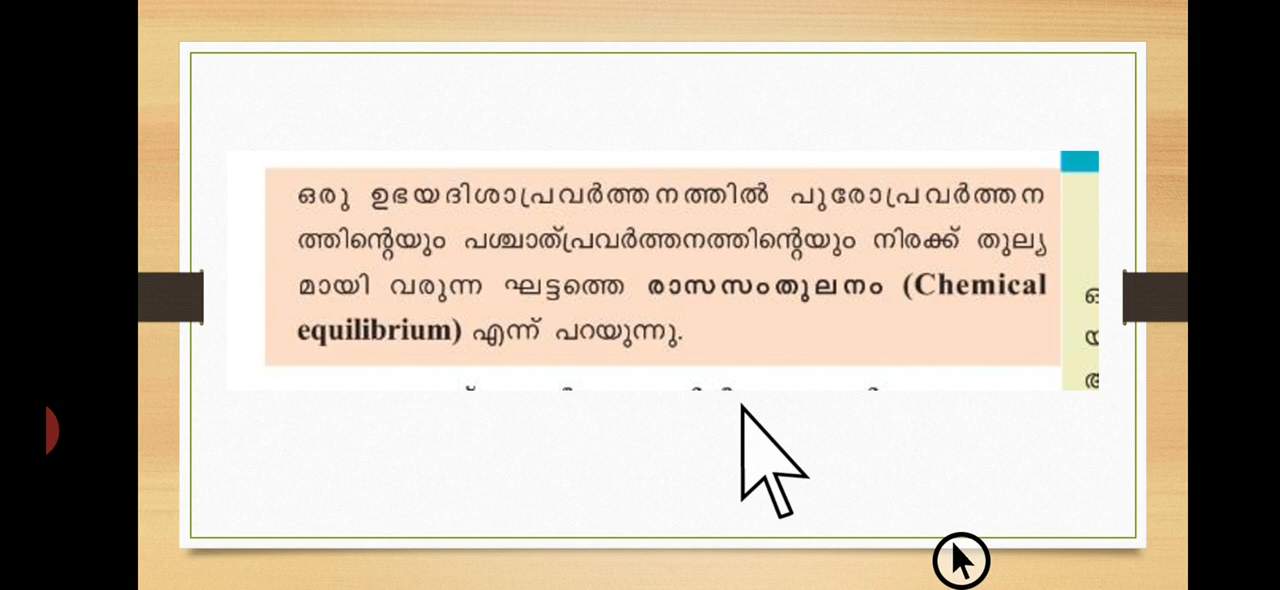 ഒരു ഉഭയദിശാപ്രവർത്തനത്തിൽ പുരോപ്രവർത്തന
ത്തിന്റെയും പശ്ചാത്പ്രവർത്തനത്തിന്റെയും നിരക്ക് തുല്യ
മായി വരുന്ന ഘട്ടത്തെ രാസസംതുലനം (Chemical
equilibrium) എന്ന് പറയുന്നു.